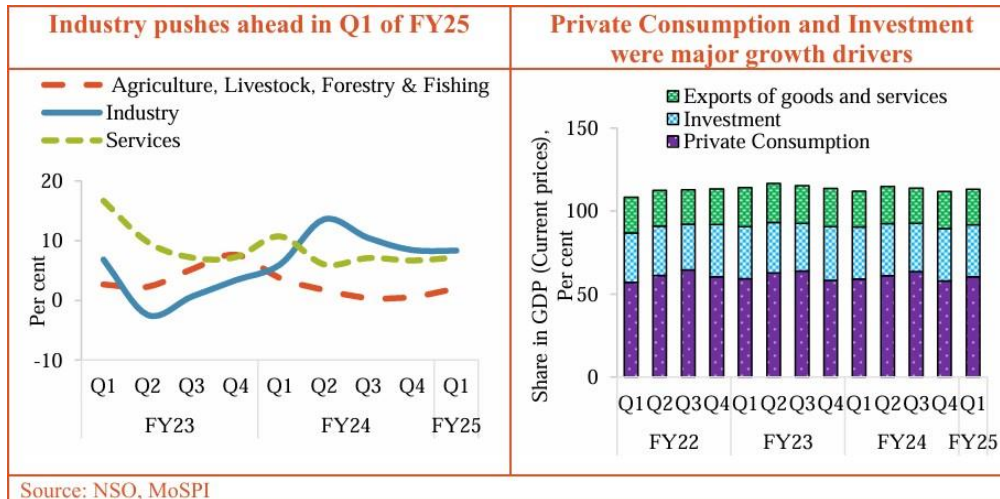 Industry pushes ahead in Q1 of FY25
Agriculture, Livestock, Forestry & Fishing
Industry
Services
Per cent
20
10
0
-10
Q1 Q2 Q3 Q4 Q1 Q2 Q3 Q4 Q1
FY23 FY24 FY25
Private Consumption and Investment
were major growth drivers
Exports of goods and services
Investment
Private Consumption
Share in GDP (Current prices),
Per cent
150
100
50
0
Q1 Q2 Q3 Q4 Q1 Q2 Q3 Q4 Q1 Q2 Q3 Q4 Q1
FY22 FY23 FY24 FY25
Source: NSO, MoSPI